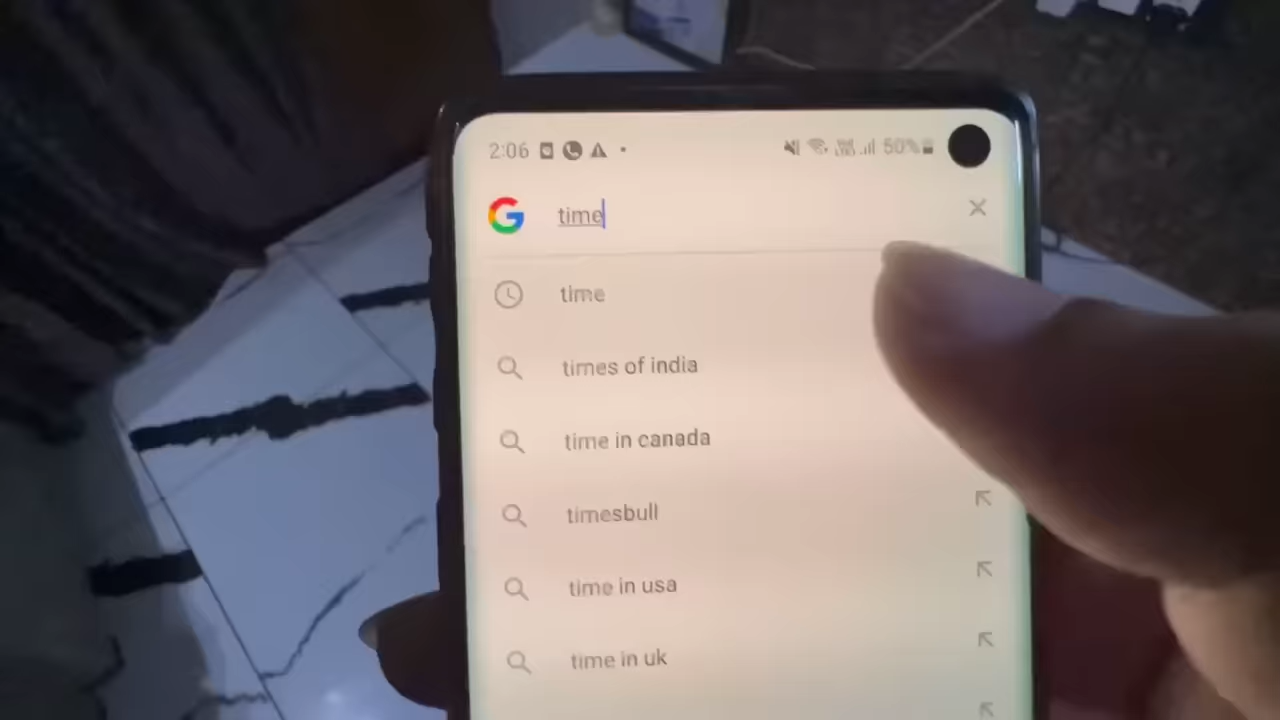 2:06 50%
time
time
times of india
time in canada
timesbull
time in usa
time in uk